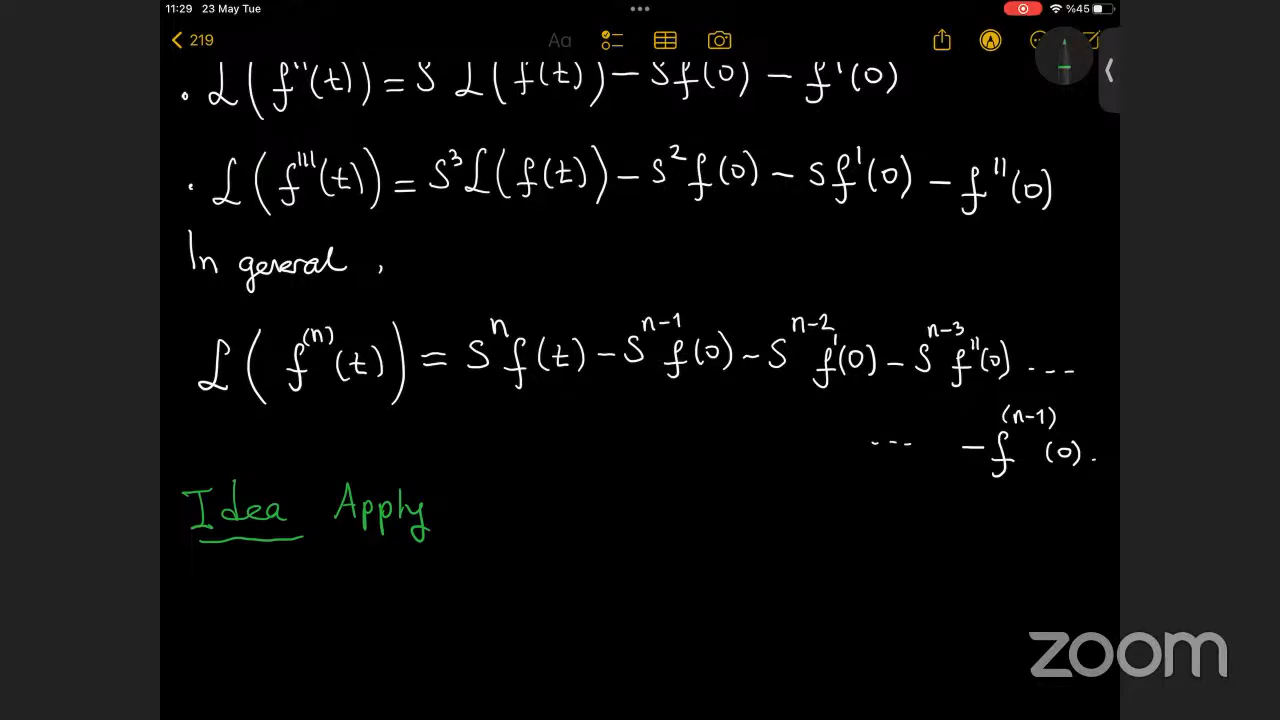 11:29 23 May Tue
%45
219
Aa
. ℒ(f''(t)) = S ℒ(f(t)) - Sf(0) - f'(0)
. ℒ(f'''(t)) = S³ℒ(f(t)) - S²f(0) - Sf'(0) - f''(0)
In general ,
ℒ(f⁽ⁿ⁾(t)) = Sⁿf(t) - Sⁿ⁻¹f(0) - Sⁿ⁻²f'(0) - Sⁿ⁻³f''(0) ....
... - f⁽ⁿ⁻¹⁾(0).
Idea Apply
zoom